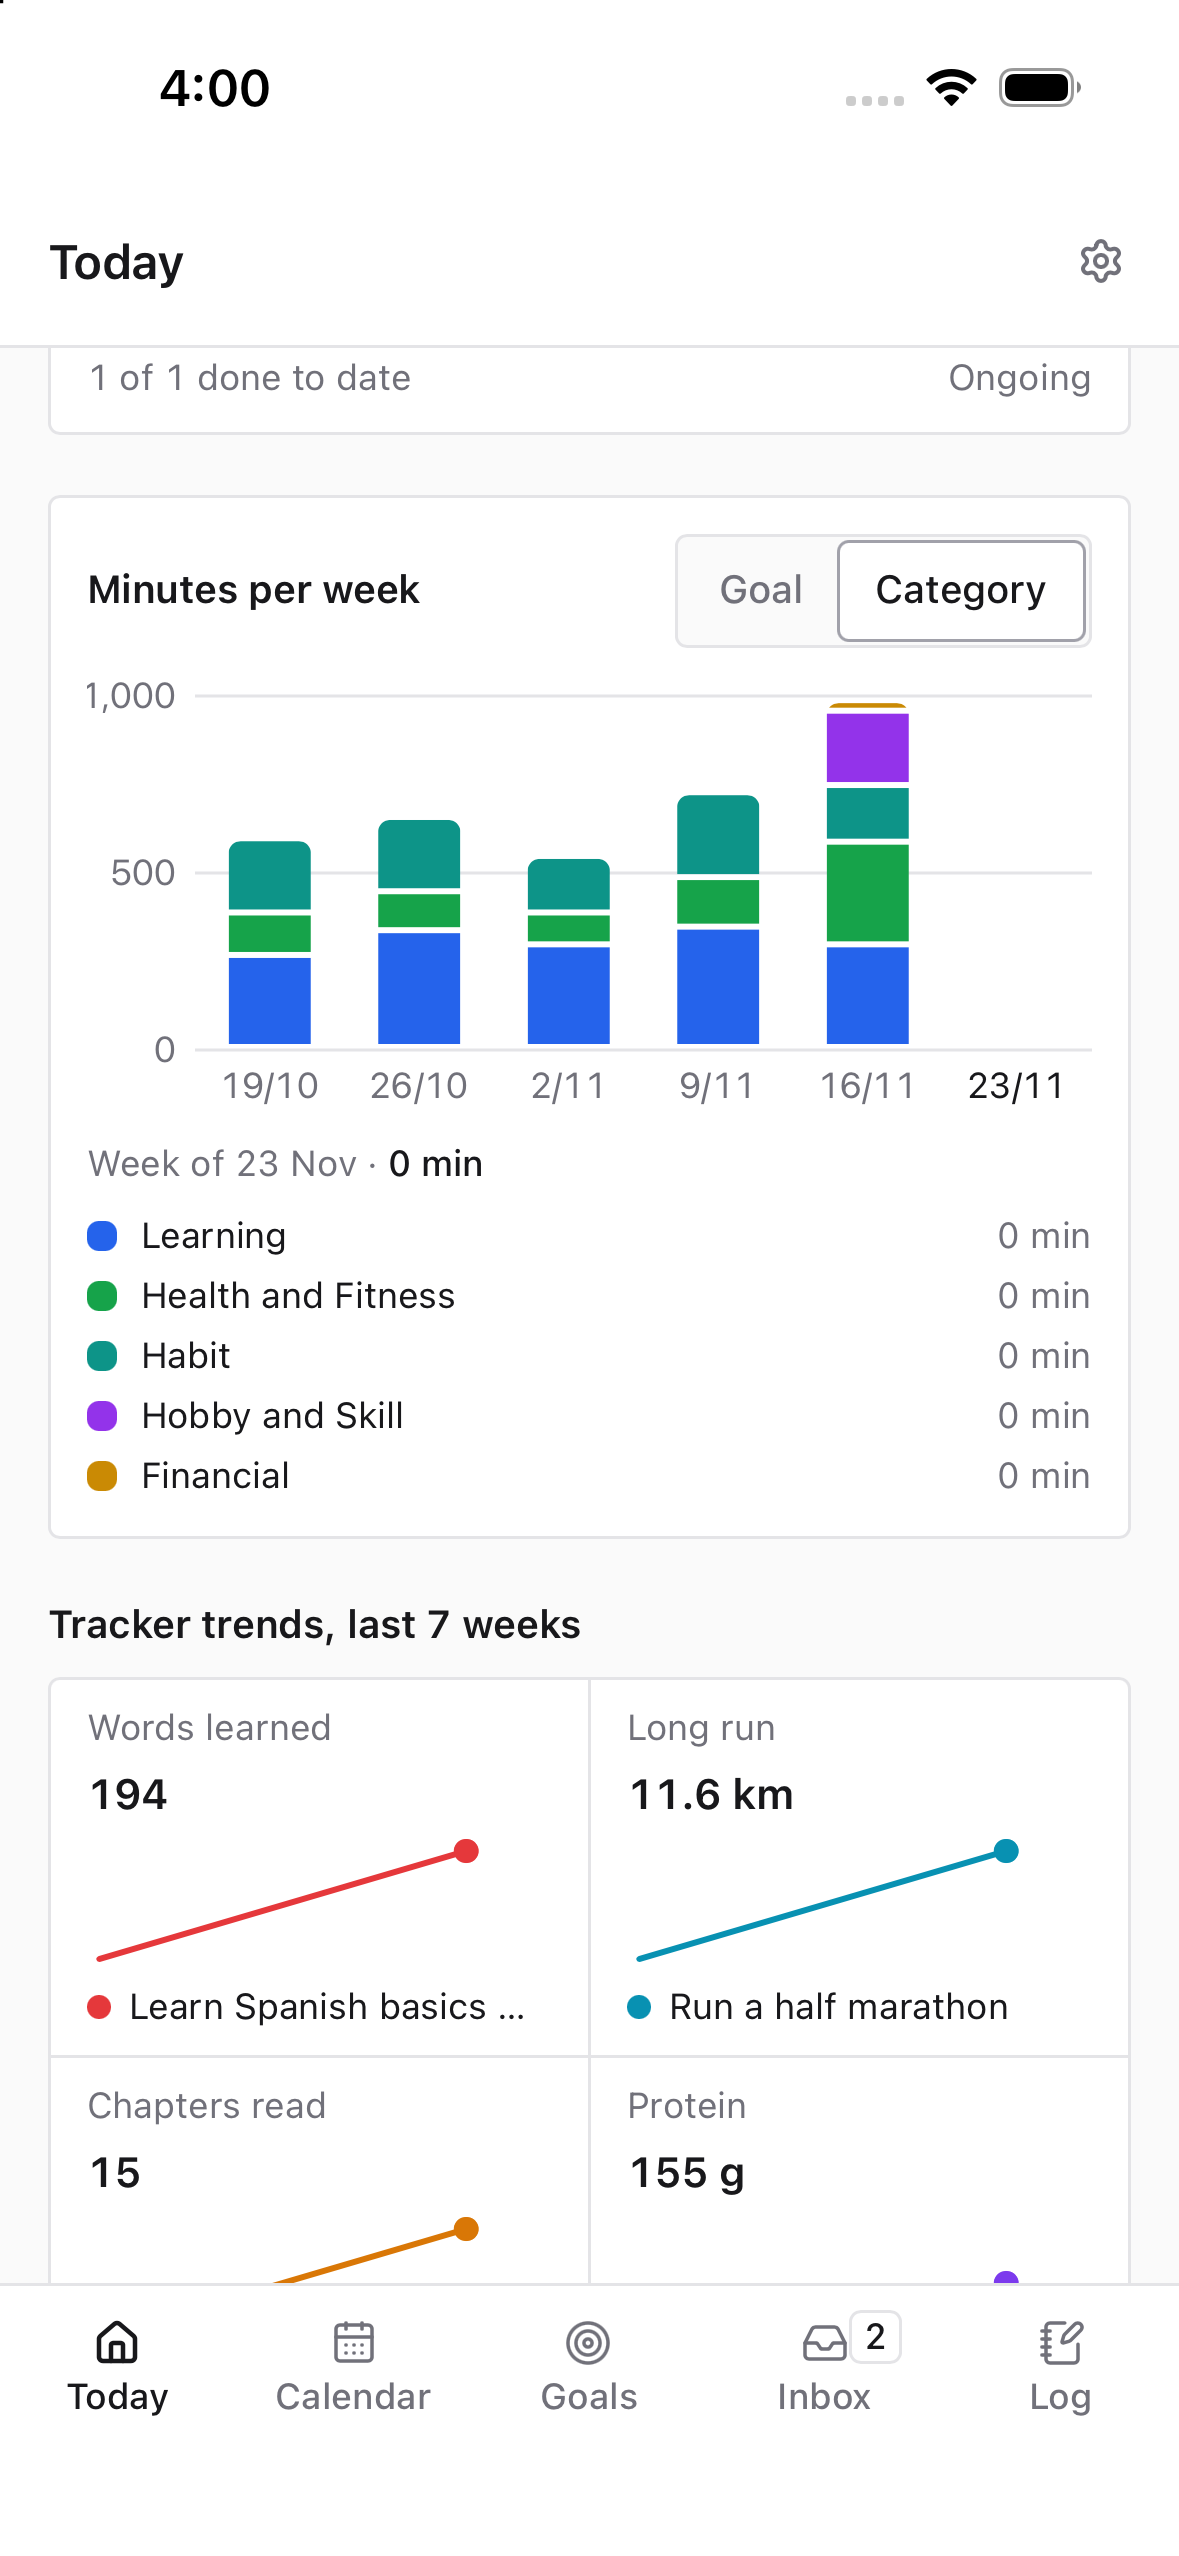 4:00
Today
1 of 1 done to date Ongoing
Minutes per week Goal Category
1,000
500
0
19/10 26/10 2/11 9/11 16/11 23/11
Week of 23 Nov · 0 min
Learning 0 min
Health and Fitness 0 min
Habit 0 min
Hobby and Skill 0 min
Financial 0 min
Tracker trends, last 7 weeks
Words learned
194
Learn Spanish basics ...
Long run
11.6 km
Run a half marathon
Chapters read
15
Protein
155 g
Today Calendar Goals Inbox 2 Log